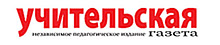 учительская
независимое педагогическое издание газета